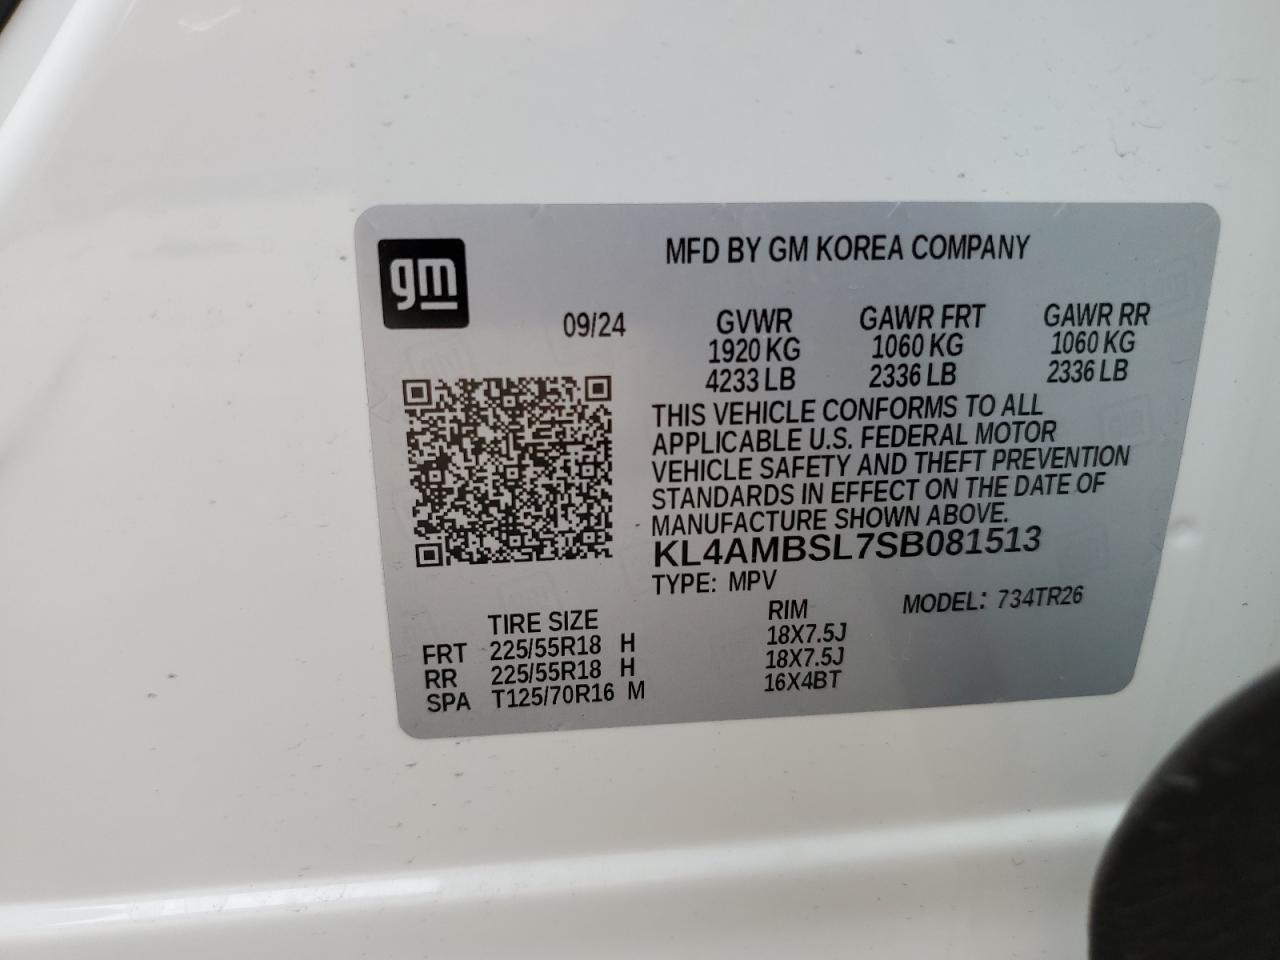 gm
MFD BY GM KOREA COMPANY
09/24 GVWR GAWR FRT GAWR RR
1920 KG 1060 KG 1060 KG
4233 LB 2336 LB 2336 LB
THIS VEHICLE CONFORMS TO ALL
APPLICABLE U.S. FEDERAL MOTOR
VEHICLE SAFETY AND THEFT PREVENTION
STANDARDS IN EFFECT ON THE DATE OF
MANUFACTURE SHOWN ABOVE.
KL4AMBSL7SB081513
TYPE: MPV
MODEL: 734TR26
TIRE SIZE RIM
FRT 225/55R18 H 18X7.5J
RR 225/55R18 H 18X7.5J
SPA T125/70R16 M 16X4BT